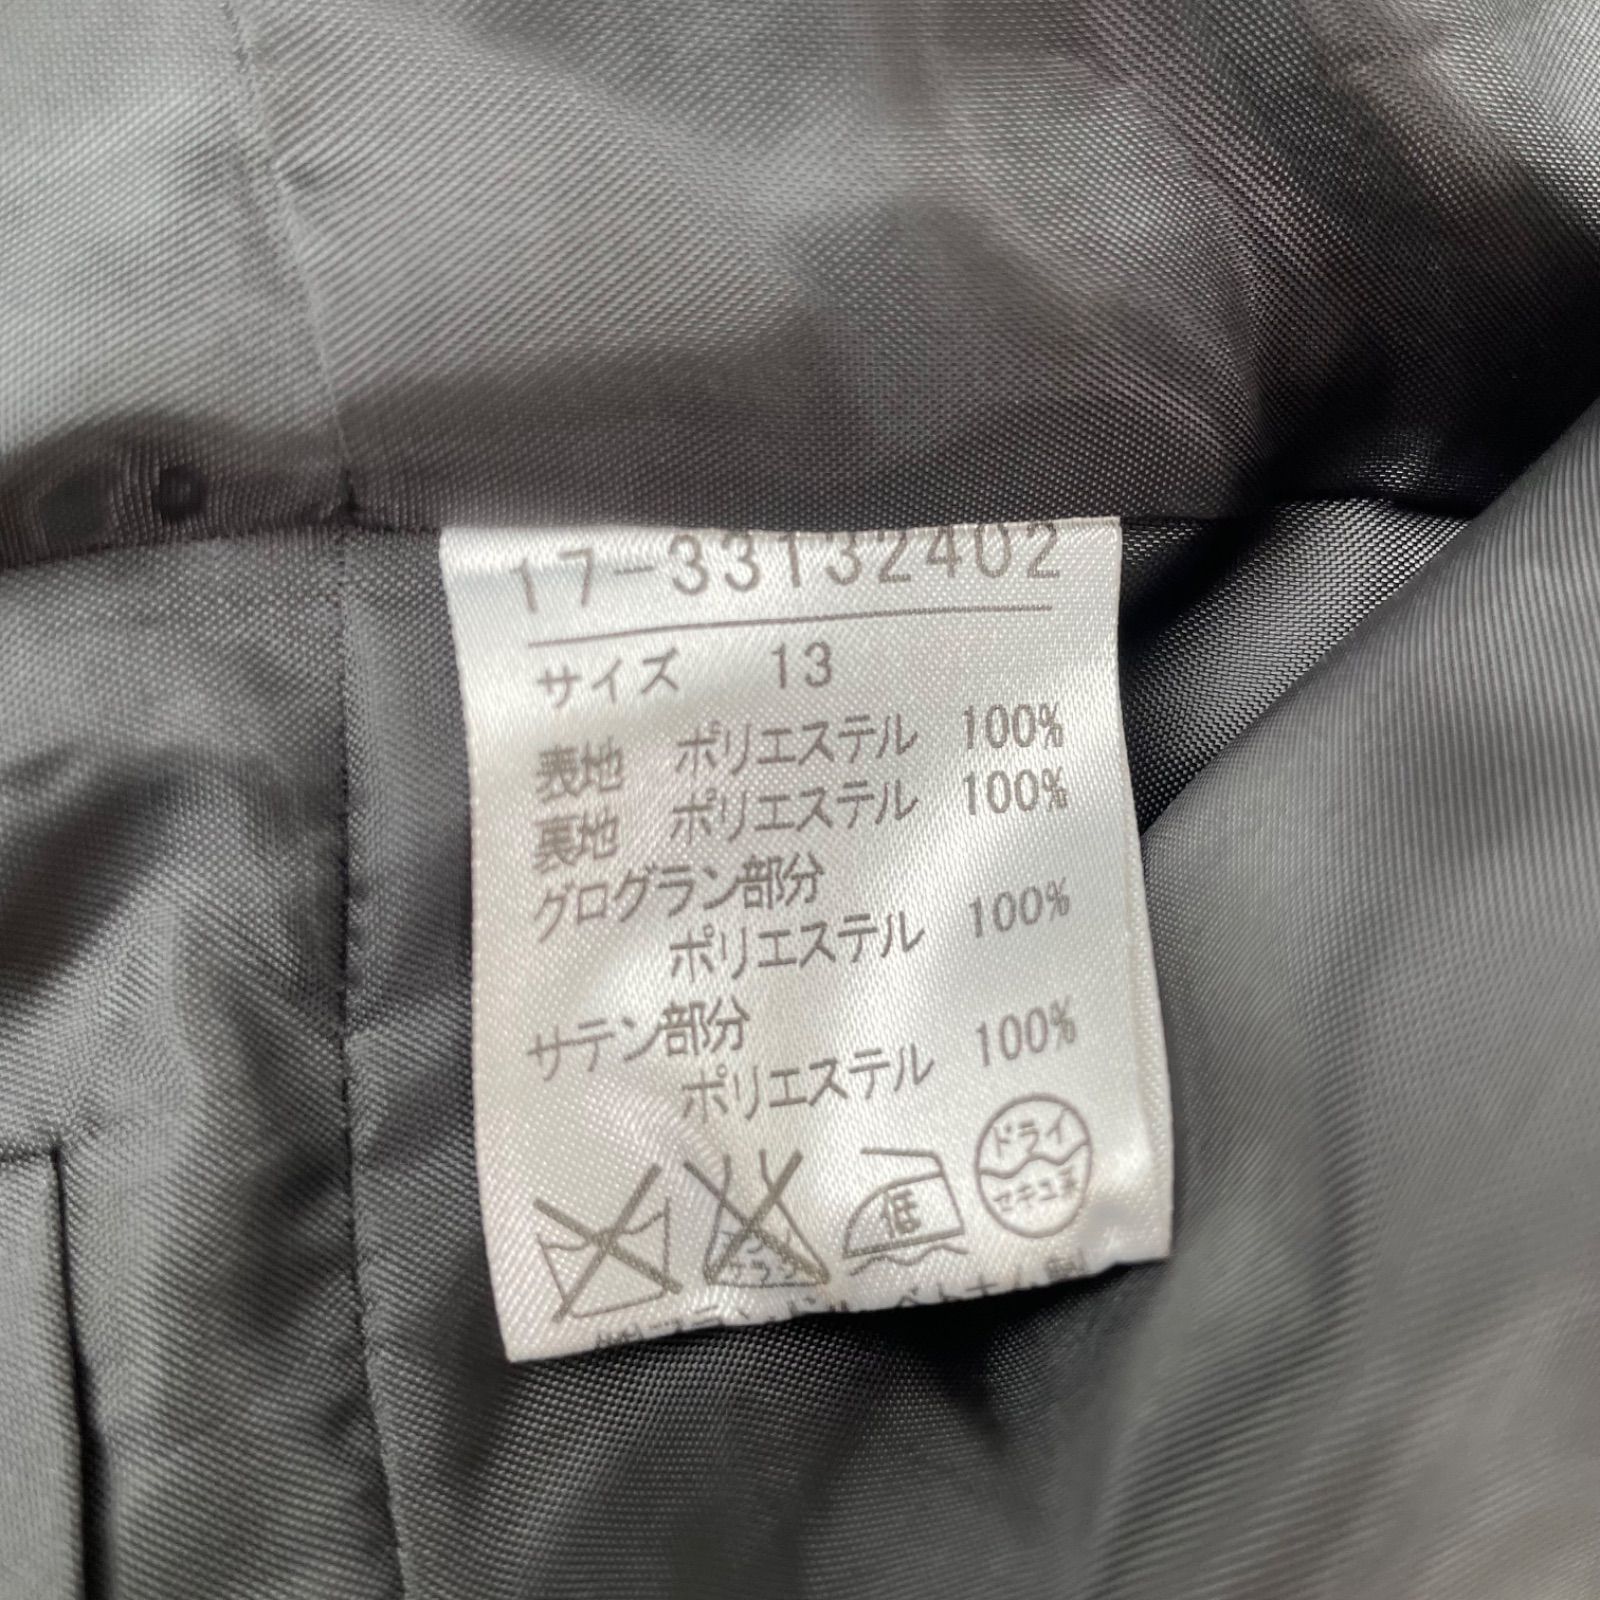 17-33132402
サイズ 13
表地 ポリエステル 100%
裏地 ポリエステル 100%
グログラン部分
ポリエステル 100%
サテン部分
ポリエステル 100%
低
ドライ
セキユ系